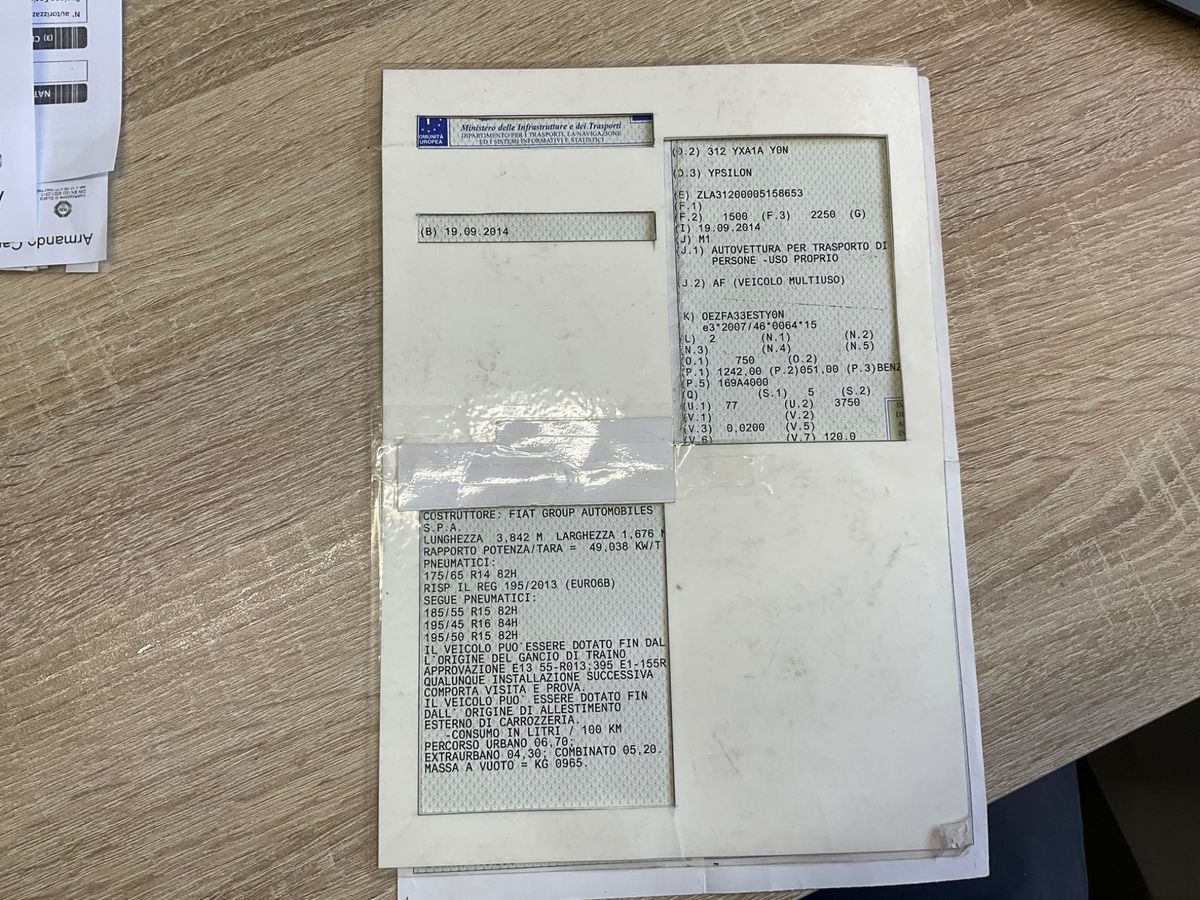 N° autorizzaz
(3) C
NAT
Armando Ca
OMUNITÀ
EUROPEA
Ministero delle Infrastrutture e dei Trasporti
DIPARTIMENTO PER I TRASPORTI, LA NAVIGAZIONE
ED I SISTEMI INFORMATIVI E STATISTICI
(B) 19.09.2014
(D.2) 312 YXA1A Y0N
(D.3) YPSILON
(E) ZLA31200005158653
(F.1)
(F.2) 1500 (F.3) 2250 (G)
(I) 19.09.2014
(J) M1
(J.1) AUTOVETTURA PER TRASPORTO DI
PERSONE -USO PROPRIO
(J.2) AF (VEICOLO MULTIUSO)
K) OEZFA33ESTY0N
e3*2007/46*0064*15
(L) 2 (N.1) (N.2)
(N.3) (N.4) (N.5)
(O.1) 750 (O.2)
(P.1) 1242,00 (P.2)051,00 (P.3)BENZ
(P.5) 169A4000
(Q) (S.1) 5 (S.2)
(U.1) 77 (U.2) 3750
(V.1) (V.2)
(V.3) 0,0200 (V.5)
(V.6) (V.7) 120.0
COSTRUTTORE: FIAT GROUP AUTOMOBILES
S.P.A.
LUNGHEZZA 3,842 M LARGHEZZA 1,676 M
RAPPORTO POTENZA/TARA = 49,038 KW/T
PNEUMATICI:
175/65 R14 82H
RISP IL REG 195/2013 (EURO6B)
SEGUE PNEUMATICI:
185/55 R15 82H
195/45 R16 84H
195/50 R15 82H
IL VEICOLO PUO`ESSERE DOTATO FIN DAL
L`ORIGINE DEL GANCIO DI TRAINO
APPROVAZIONE E13 55-R013:395 E1-155R
QUALUNQUE INSTALLAZIONE SUCCESSIVA
COMPORTA VISITA E PROVA.
IL VEICOLO PUO` ESSERE DOTATO FIN
DALL` ORIGINE DI ALLESTIMENTO
ESTERNO DI CARROZZERIA.
-CONSUMO IN LITRI / 100 KM
PERCORSO URBANO 06,70;
EXTRAURBANO 04,30; COMBINATO 05,20.
MASSA A VUOTO = KG 0965.